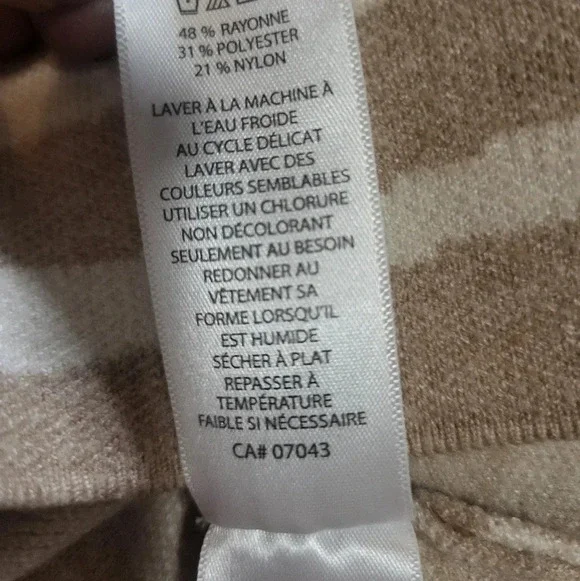 48 % RAYONNE
31 % POLYESTER
21 % NYLON
LAVER À LA MACHINE À
L'EAU FROIDE
AU CYCLE DÉLICAT
LAVER AVEC DES
COULEURS SEMBLABLES
UTILISER UN CHLORURE
NON DÉCOLORANT
SEULEMENT AU BESOIN
REDONNER AU
VÊTEMENT SA
FORME LORSQU'IL
EST HUMIDE
SÉCHER À PLAT
REPASSER À
TEMPÉRATURE
FAIBLE SI NÉCESSAIRE
CA# 07043